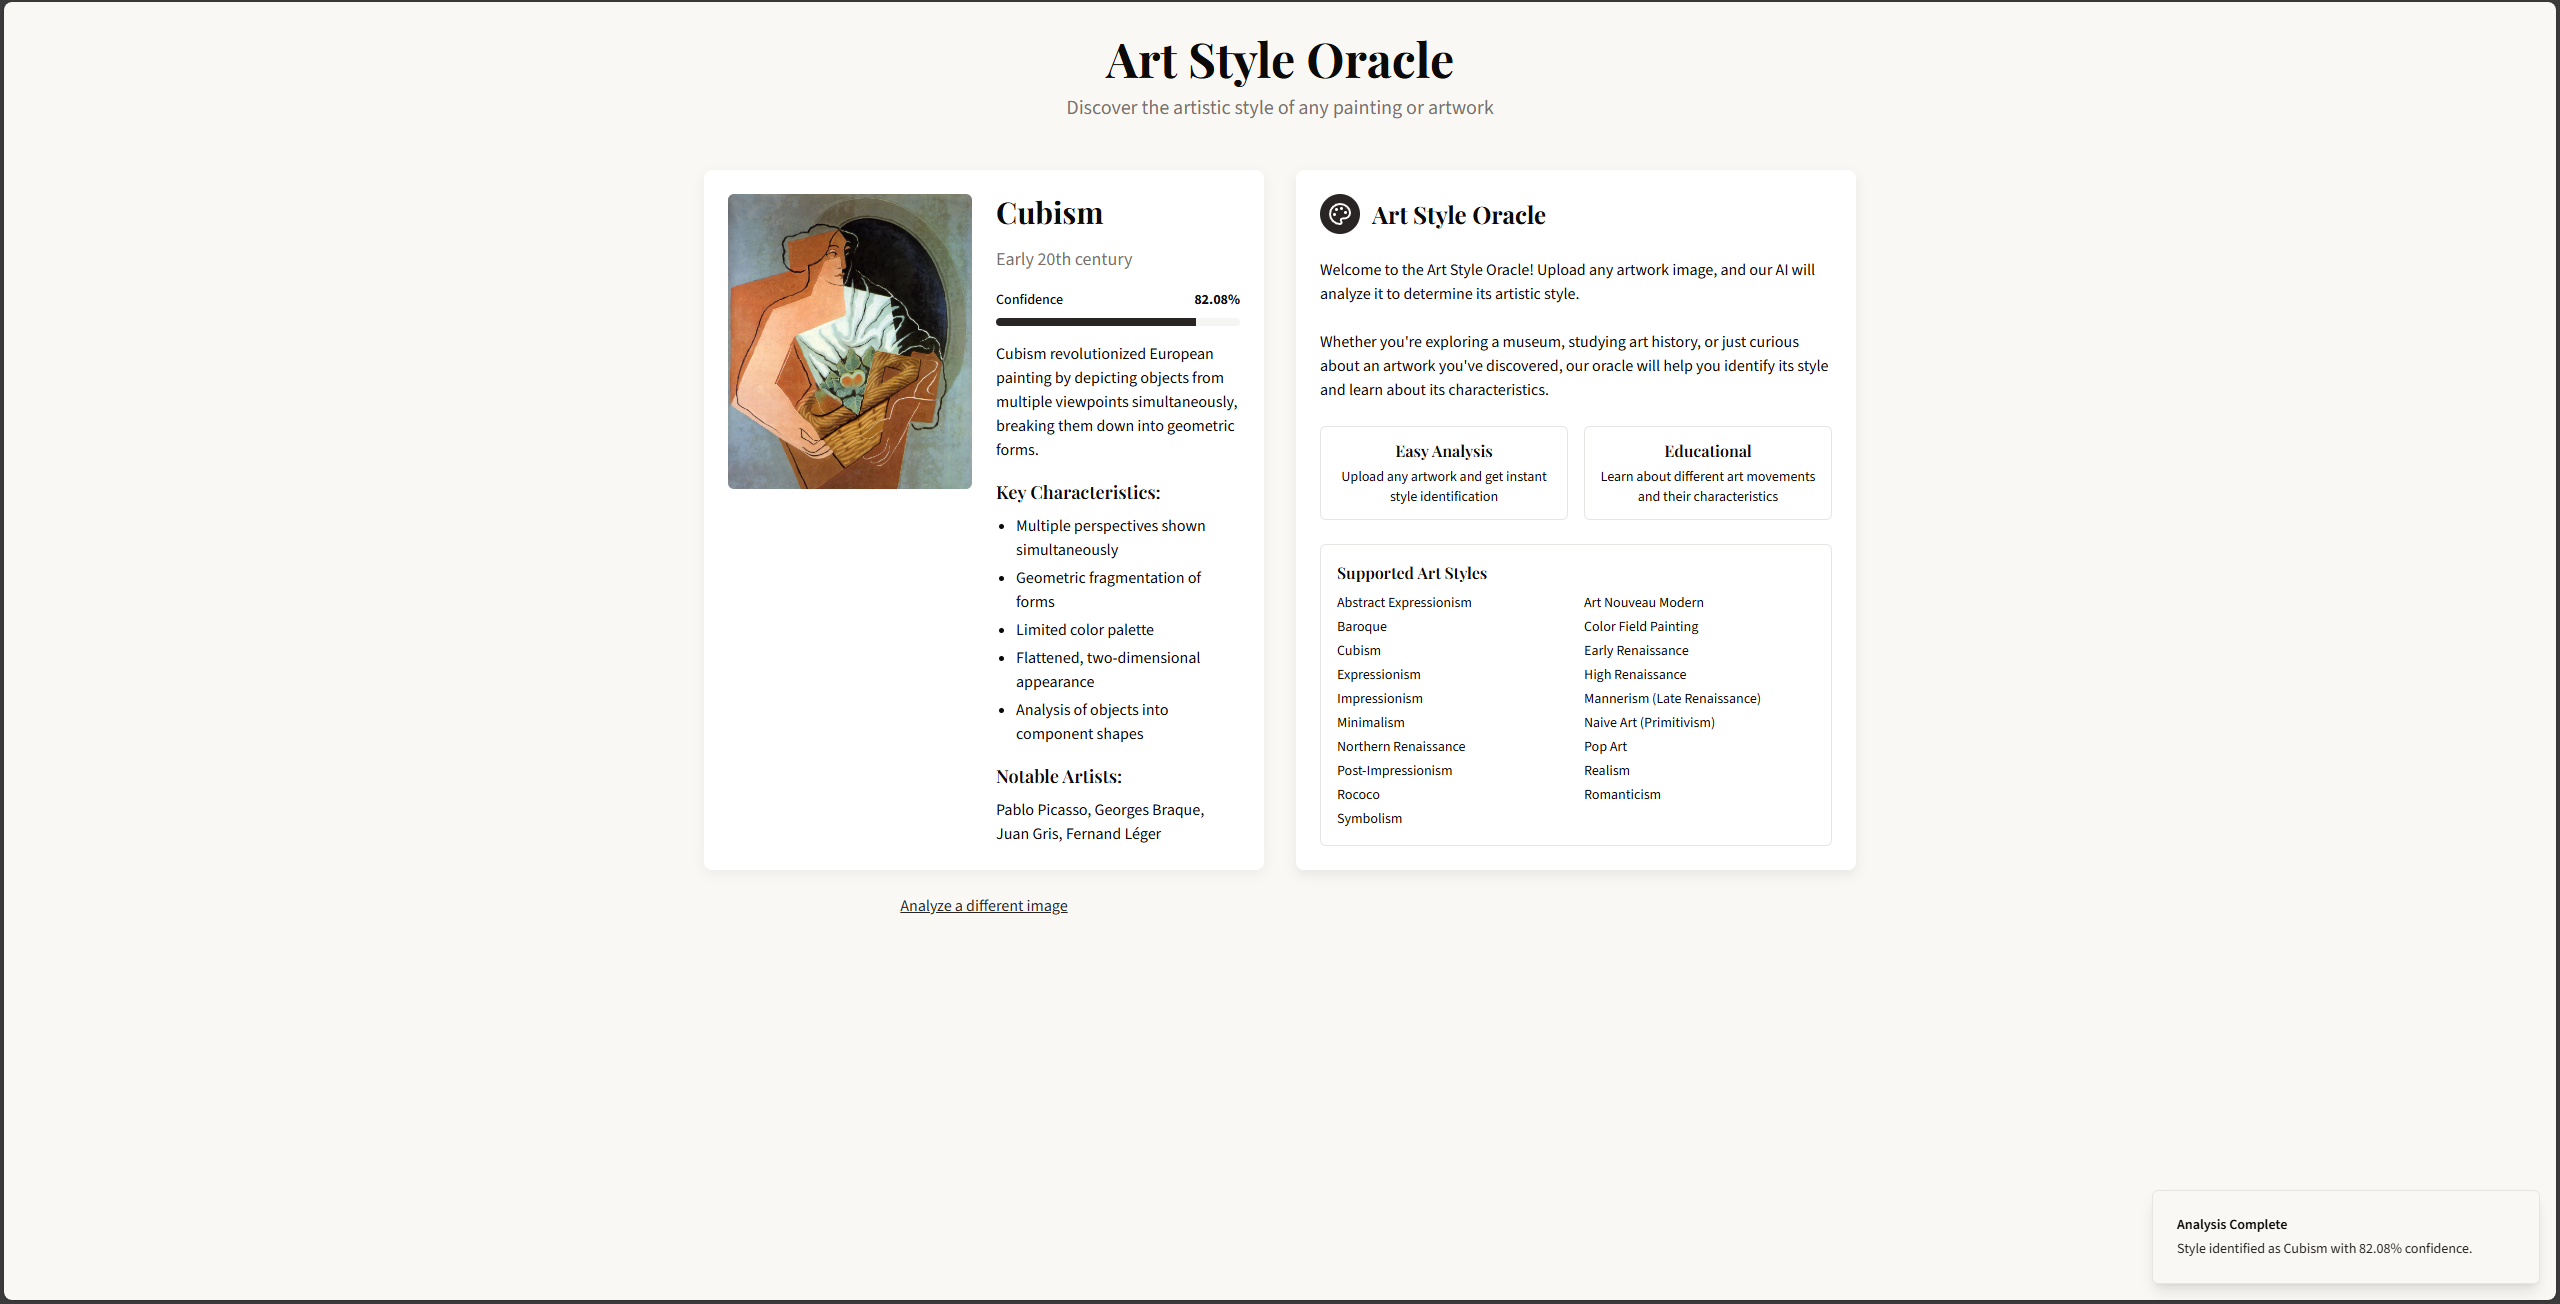 Art Style Oracle
Discover the artistic style of any painting or artwork
Cubism
Early 20th century
Confidence 82.08%
Cubism revolutionized European
painting by depicting objects from
multiple viewpoints simultaneously,
breaking them down into geometric
forms.
Key Characteristics:
• Multiple perspectives shown
simultaneously
• Geometric fragmentation of
forms
• Limited color palette
• Flattened, two-dimensional
appearance
• Analysis of objects into
component shapes
Notable Artists:
Pablo Picasso, Georges Braque,
Juan Gris, Fernand Léger
Analyze a different image
Art Style Oracle
Welcome to the Art Style Oracle! Upload any artwork image, and our AI will
analyze it to determine its artistic style.
Whether you're exploring a museum, studying art history, or just curious
about an artwork you've discovered, our oracle will help you identify its style
and learn about its characteristics.
Easy Analysis
Upload any artwork and get instant
style identification
Educational
Learn about different art movements
and their characteristics
Supported Art Styles
Abstract Expressionism Art Nouveau Modern
Baroque Color Field Painting
Cubism Early Renaissance
Expressionism High Renaissance
Impressionism Mannerism (Late Renaissance)
Minimalism Naive Art (Primitivism)
Northern Renaissance Pop Art
Post-Impressionism Realism
Rococo Romanticism
Symbolism
Analysis Complete
Style identified as Cubism with 82.08% confidence.